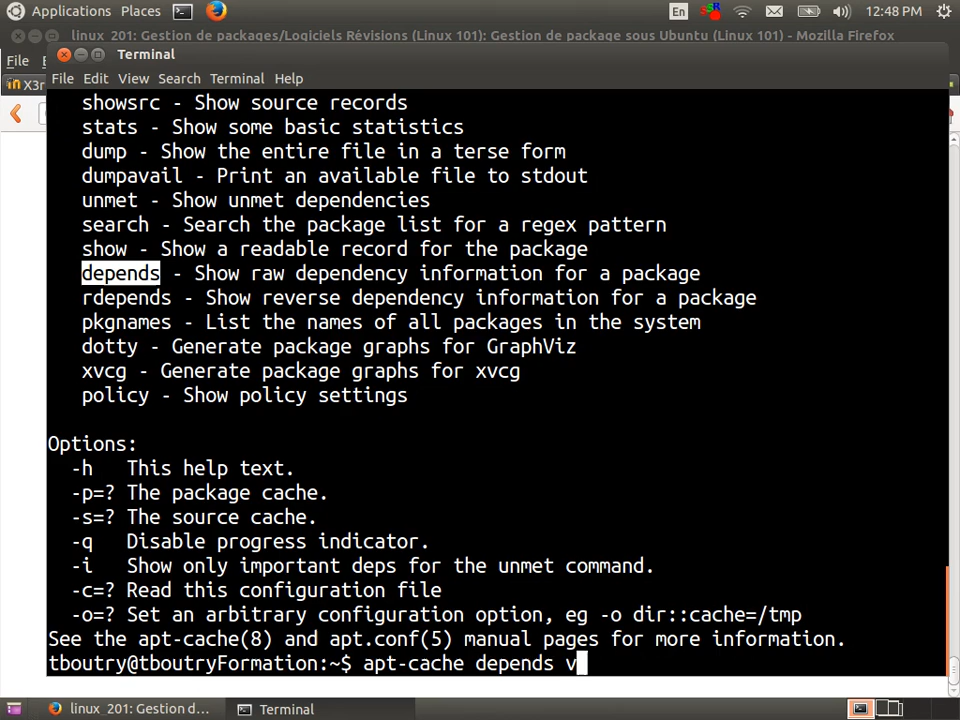 Applications Places En 12:48 PM
linux_201: Gestion de packages/Logiciels Révisions (Linux 101): Gestion de package sous Ubuntu (Linux 101) - Mozilla Firefox
File
Terminal
X3r
File Edit View Search Terminal Help
showsrc - Show source records
stats - Show some basic statistics
dump - Show the entire file in a terse form
dumpavail - Print an available file to stdout
unmet - Show unmet dependencies
search - Search the package list for a regex pattern
show - Show a readable record for the package
depends - Show raw dependency information for a package
rdepends - Show reverse dependency information for a package
pkgnames - List the names of all packages in the system
dotty - Generate package graphs for GraphViz
xvcg - Generate package graphs for xvcg
policy - Show policy settings
Options:
-h This help text.
-p=? The package cache.
-s=? The source cache.
-q Disable progress indicator.
-i Show only important deps for the unmet command.
-c=? Read this configuration file
-o=? Set an arbitrary configuration option, eg -o dir::cache=/tmp
See the apt-cache(8) and apt.conf(5) manual pages for more information.
tboutry@tboutryFormation:~$ apt-cache depends v
linux_201: Gestion d... Terminal